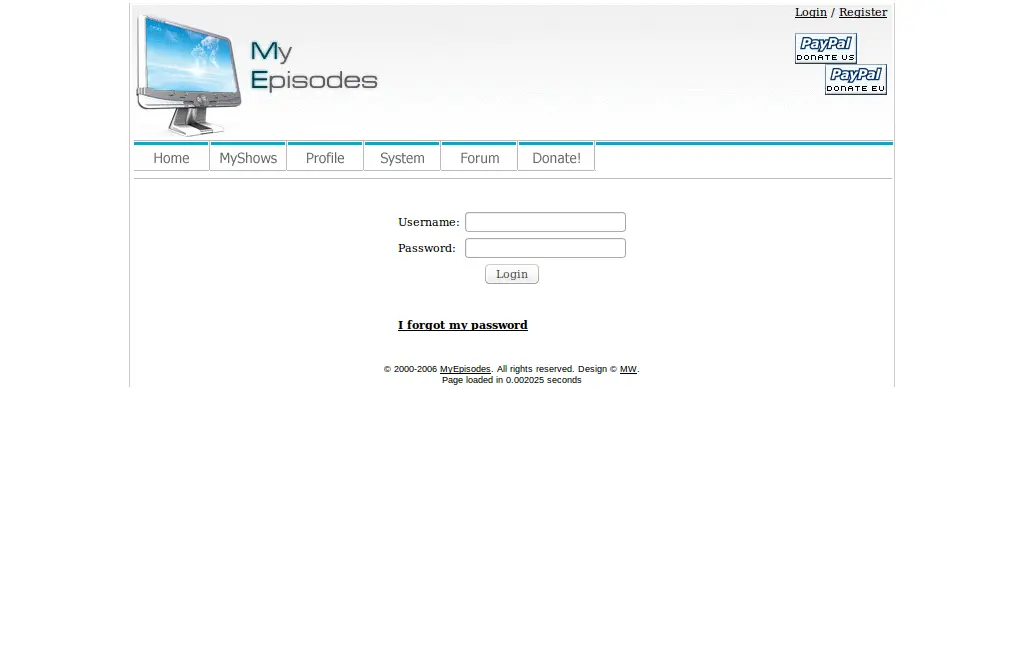 Login / Register
My
Episodes
PayPal
DONATE US
PayPal
DONATE EU
Home MyShows Profile System Forum Donate!
Username:
Password:
Login
I forgot my password
© 2000-2006 MyEpisodes. All rights reserved. Design © MW.
Page loaded in 0.002025 seconds